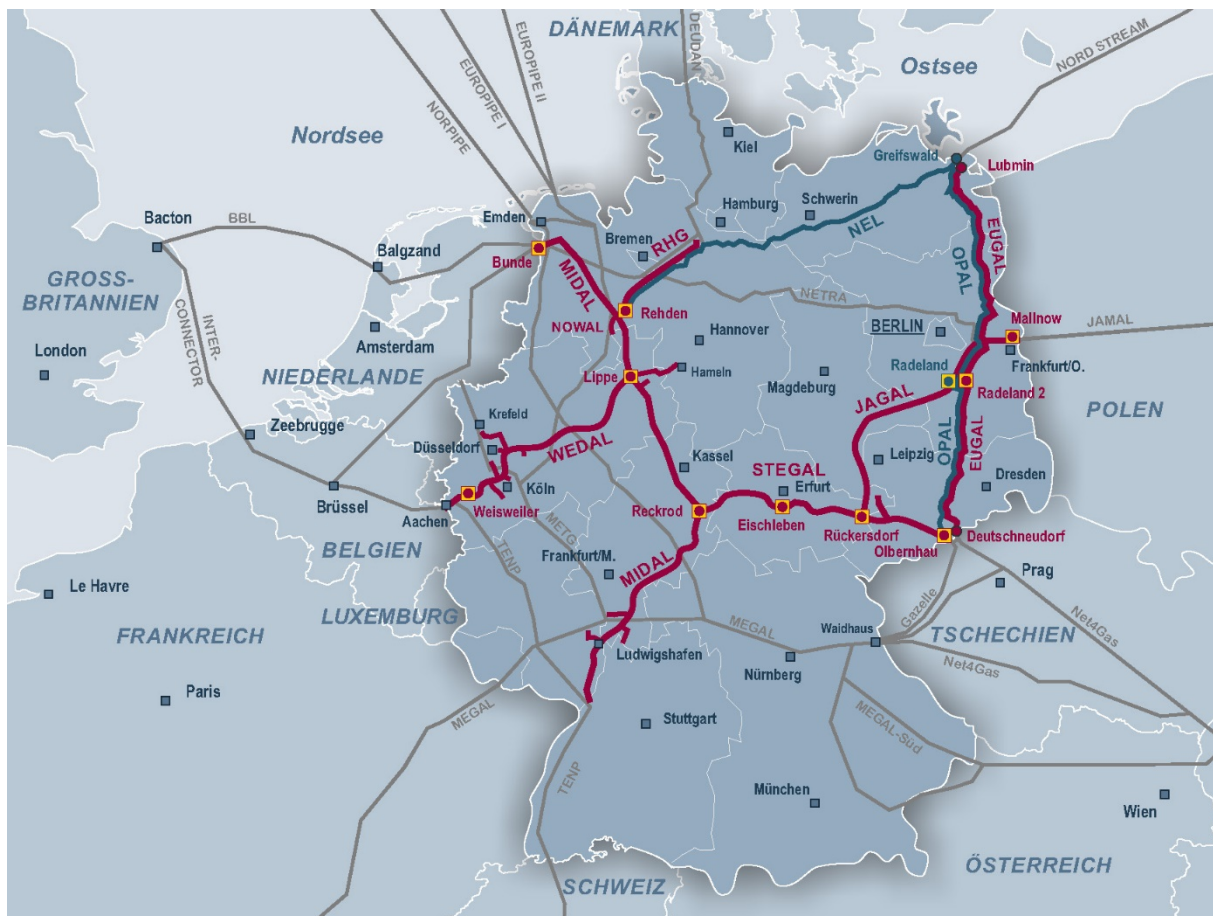 DÄNEMARK
DEUDAN
EUROPIPE II
EUROPIPE I
NORPIPE
NORD STREAM
Ostsee
Nordsee
Kiel
Greifswald
Lubmin
Hamburg
Schwerin
NEL
EUGAL
OPAL
Bacton
BBL
Balgzand
Emden
Bremen
RHG
Bunde
MIDAL
GROSS-
BRITANNIEN
INTER-
CONNECTOR
NETRA
Rehden
NOWAL
Hannover
BERLIN
Mallnow
JAMAL
London
Amsterdam
NIEDERLANDE
Lippe
Hameln
Magdeburg
Radeland
Frankfurt/O.
Radeland 2
JAGAL
POLEN
Krefeld
Zeebrugge
Düsseldorf
WEDAL
Kassel
STEGAL
Leipzig
OPAL
EUGAL
Dresden
Brüssel
Köln
Erfurt
Aachen
Weisweiler
Reckrod
Eischleben
Rückersdorf
Olbernhau
Deutschneudorf
BELGIEN
TENP
METG
Frankfurt/M.
MIDAL
Prag
Le Havre
LUXEMBURG
FRANKREICH
Gazelle
Net4Gas
TSCHECHIEN
MEGAL
Waidhaus
Ludwigshafen
Nürnberg
Net4Gas
Paris
MEGAL
Stuttgart
MEGAL-Süd
TENP
München
Wien
ÖSTERREICH
SCHWEIZ